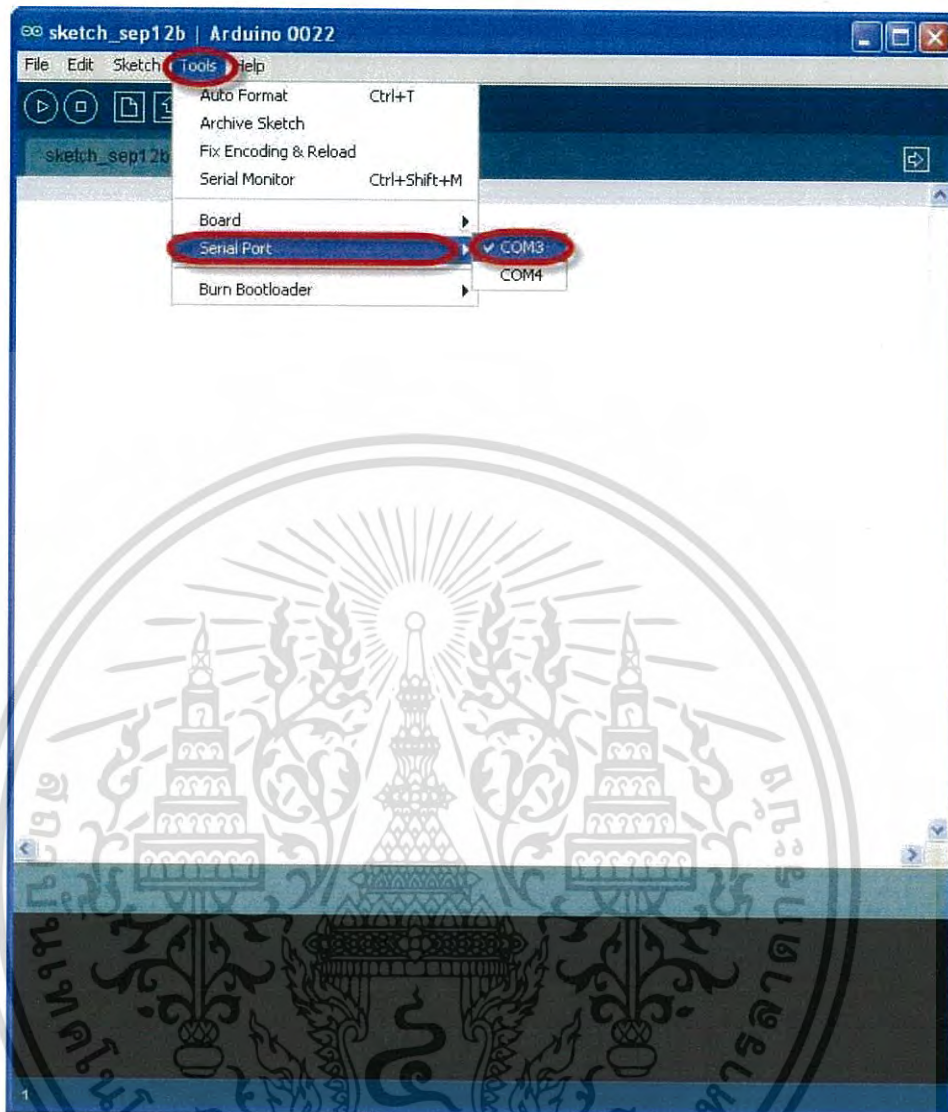 sketch_sep12b | Arduino 0022
File Edit Sketch Tools Help
Auto Format Ctrl+T
Archive Sketch
sketch_sep12b
Fix Encoding & Reload
Serial Monitor Ctrl+Shift+M
Board
Serial Port
COM3
COM4
Burn Bootloader
1